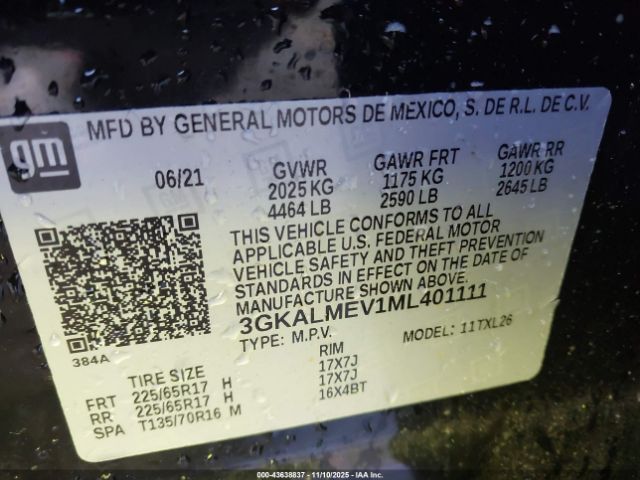 gm
MFD BY GENERAL MOTORS DE MEXICO, S. DE R.L. DE C.V.
06/21 GVWR GAWR FRT GAWR RR
2025 KG 1175 KG 1200 KG
4464 LB 2590 LB 2645 LB
THIS VEHICLE CONFORMS TO ALL
APPLICABLE U.S. FEDERAL MOTOR
VEHICLE SAFETY AND THEFT PREVENTION
STANDARDS IN EFFECT ON THE DATE OF
MANUFACTURE SHOWN ABOVE.
3GKALMEV1ML401111
TYPE: M.P.V. MODEL: 11TXL26
384A
TIRE SIZE RIM
FRT 225/65R17 H 17X7J
RR 225/65R17 H 17X7J
SPA T135/70R16 M 16X4BT
000-43638837 - 11/10/2025 - IAA Inc.